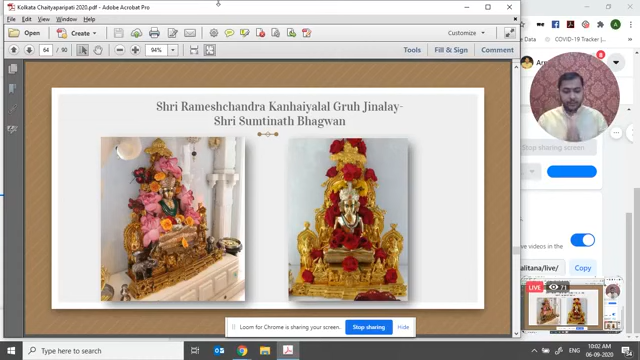 Kolkata Chaityaparipati 2020.pdf - Adobe Acrobat Pro
File Edit View Window Help
Open Create Customize
64 / 90 94% Tools Fill & Sign Comment
Shri Rameshchandra Kanhaiyalal Gruh Jinalay-
Shri Sumtinath Bhagwan
COVID-19 Tracker |...
Stop sharing screen
videos in the
alitana/live/ Copy
LIVE 71
Loom for Chrome is sharing your screen. Stop sharing Hide
Type here to search
ENG
10:02 AM
06-09-2020